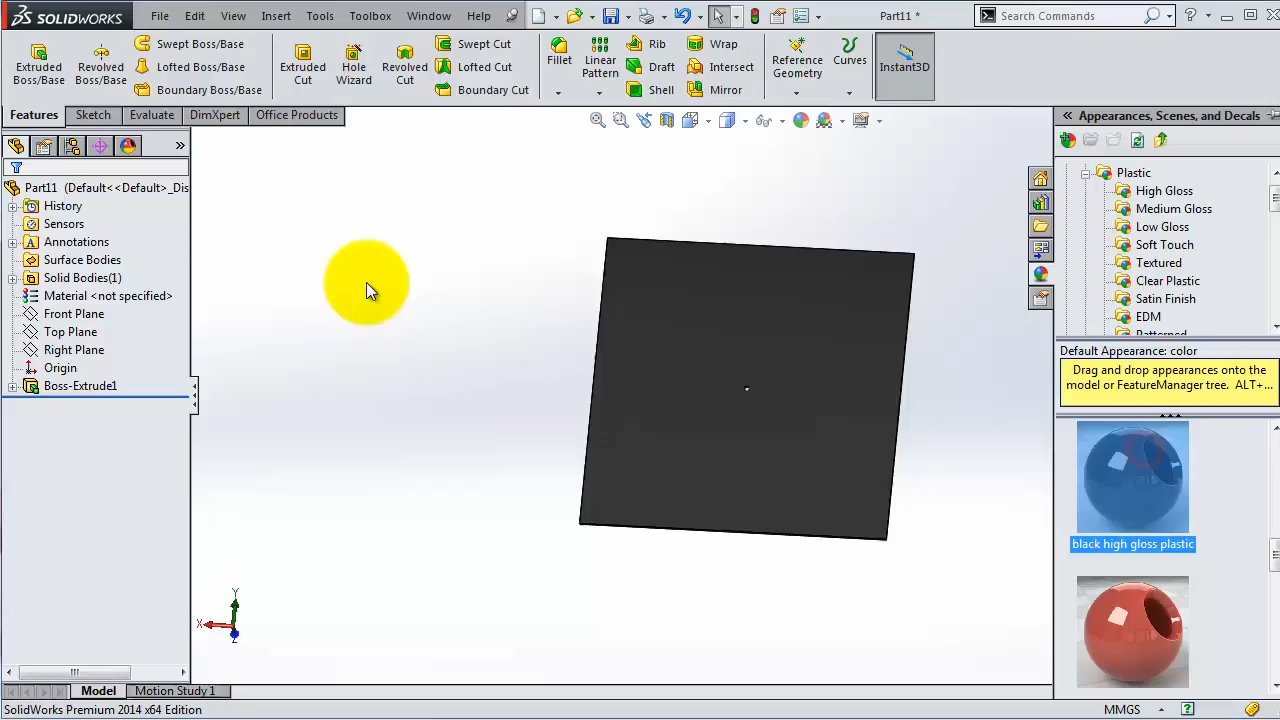 SOLIDWORKS
File Edit View Insert Tools Toolbox Window Help
Part11 *
Search Commands
Extruded Boss/Base
Revolved Boss/Base
Swept Boss/Base
Lofted Boss/Base
Boundary Boss/Base
Extruded Cut
Hole Wizard
Revolved Cut
Swept Cut
Lofted Cut
Boundary Cut
Fillet
Linear Pattern
Rib
Draft
Shell
Wrap
Intersect
Mirror
Reference Geometry
Curves
Instant3D
Features Sketch Evaluate DimXpert Office Products
Part11 (Default<<Default>_Dis
History
Sensors
Annotations
Surface Bodies
Solid Bodies(1)
Material <not specified>
Front Plane
Top Plane
Right Plane
Origin
Boss-Extrude1
Y
X
Z
Appearances, Scenes, and Decals
Plastic
High Gloss
Medium Gloss
Low Gloss
Soft Touch
Textured
Clear Plastic
Satin Finish
EDM
Patterned
Default Appearance: color
Drag and drop appearances onto the
model or FeatureManager tree. ALT+...
black high gloss plastic
Model Motion Study 1
SolidWorks Premium 2014 x64 Edition
MMGS